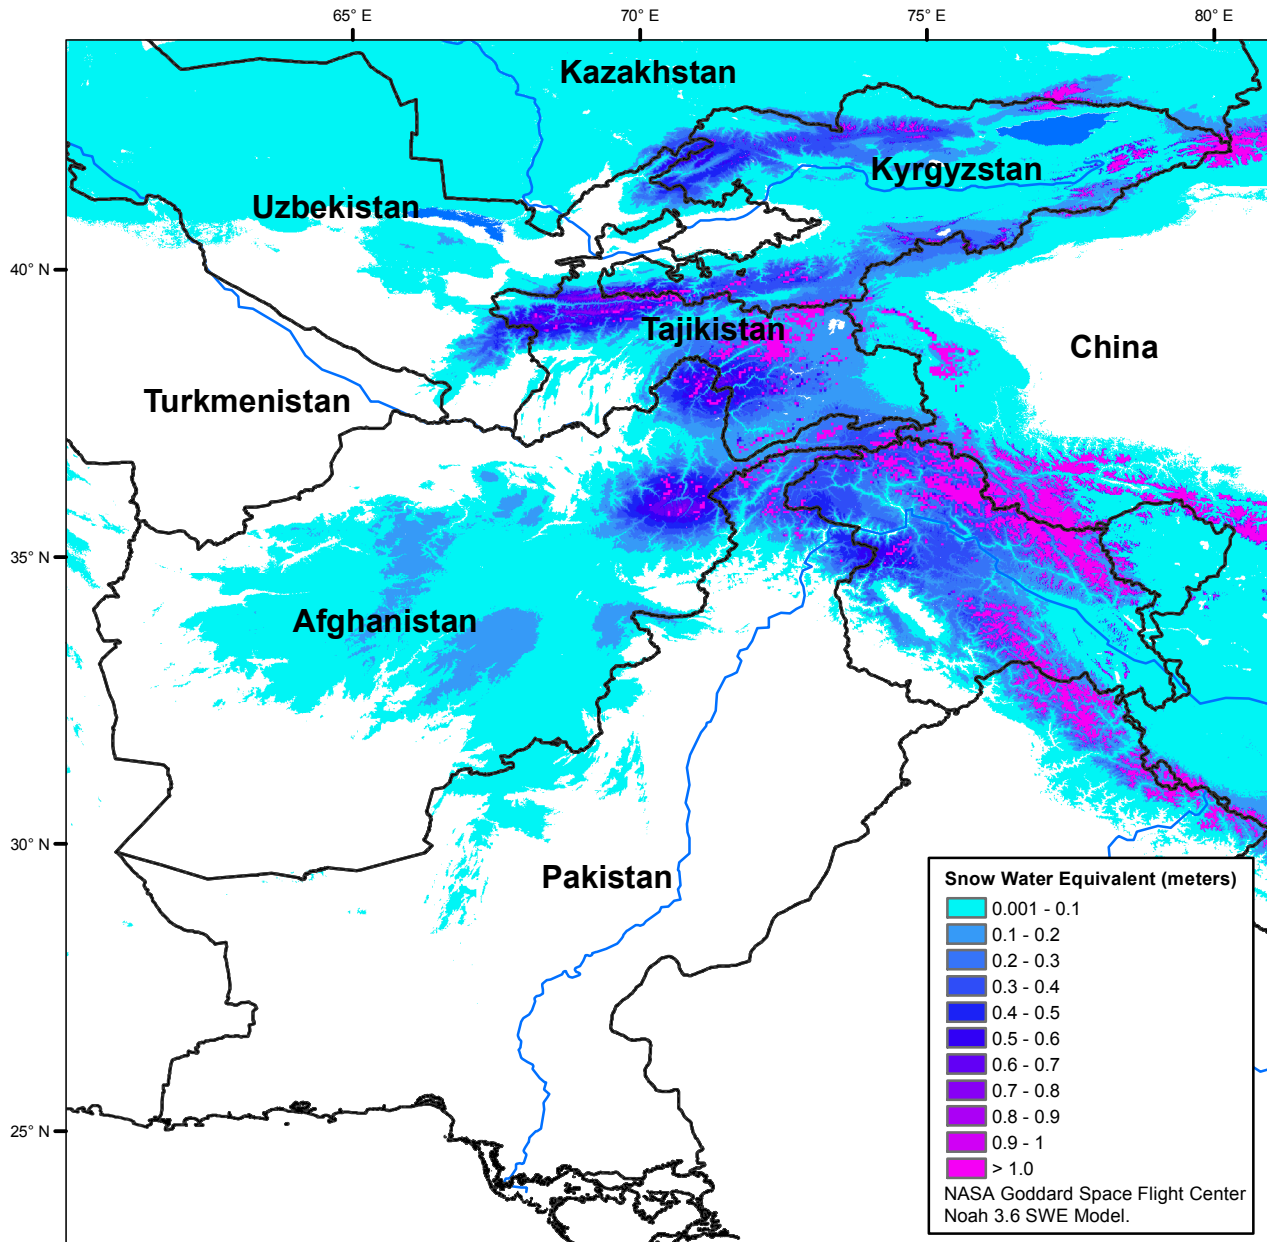 65° E
70° E
75° E
80° E
Kazakhstan
Kyrgyzstan
Uzbekistan
40° N
Tajikistan
China
Turkmenistan
35° N
Afghanistan
30° N
Pakistan
25° N
Snow Water Equivalent (meters)
0.001 - 0.1
0.1 - 0.2
0.2 - 0.3
0.3 - 0.4
0.4 - 0.5
0.5 - 0.6
0.6 - 0.7
0.7 - 0.8
0.8 - 0.9
0.9 - 1
> 1.0
NASA Goddard Space Flight Center
Noah 3.6 SWE Model.